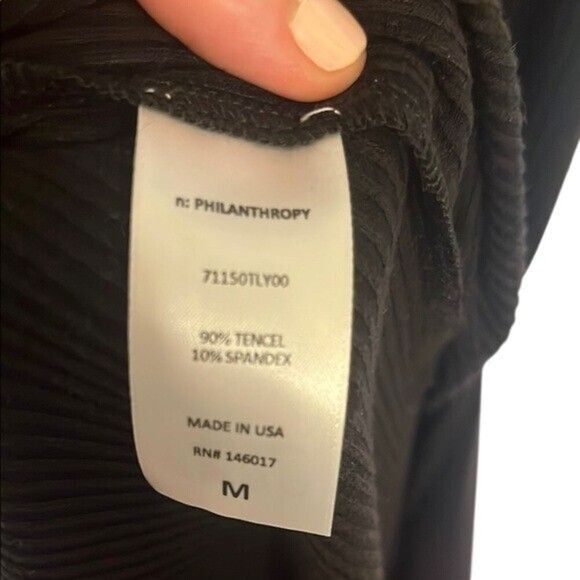 n: PHILANTHROPY
71150TLY00
90% TENCEL
10% SPANDEX
MADE IN USA
RN# 146017
M